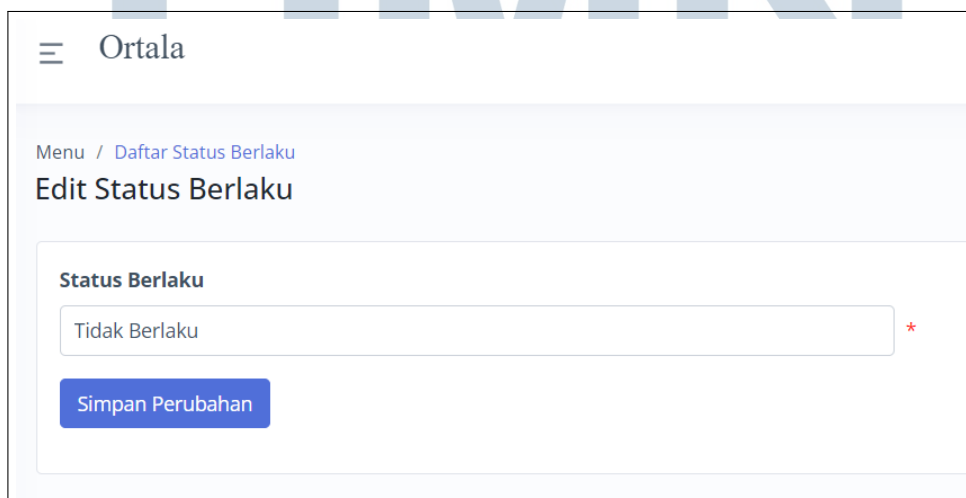 Ortala
Menu / Daftar Status Berlaku
Edit Status Berlaku
Status Berlaku
Tidak Berlaku *
Simpan Perubahan